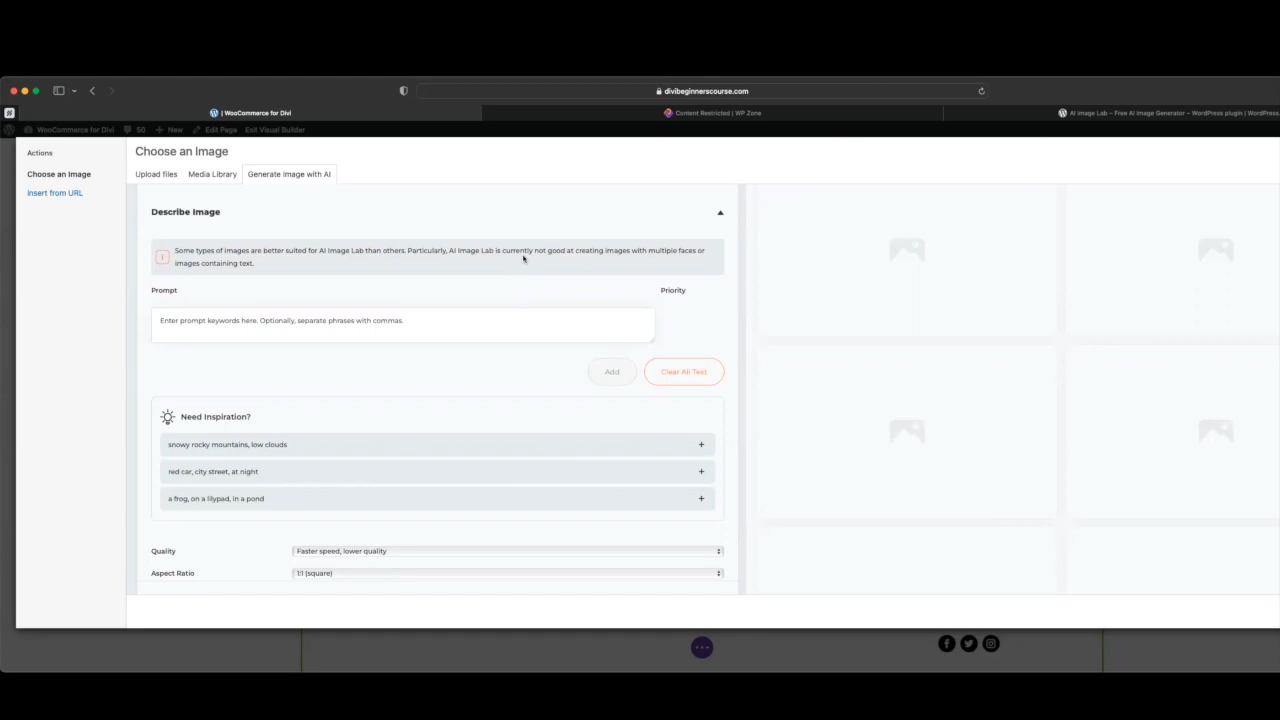 divibeginnerscourse.com
| WooCommerce for Divi
Content Restricted | WP Zone
AI Image Lab – Free AI Image Generator – WordPress plugin | WordPress.
WooCommerce for Divi 50 New Edit Page Exit Visual Builder
Actions
Choose an Image
Insert from URL
Choose an Image
Upload files Media Library Generate Image with AI
Describe Image
Some types of images are better suited for AI Image Lab than others. Particularly, AI Image Lab is currently not good at creating images with multiple faces or
images containing text.
Prompt Priority
Enter prompt keywords here. Optionally, separate phrases with commas.
Add Clear All Text
Need Inspiration?
snowy rocky mountains, low clouds +
red car, city street, at night +
a frog, on a lilypad, in a pond +
Quality Faster speed, lower quality
Aspect Ratio 1:1 (square)